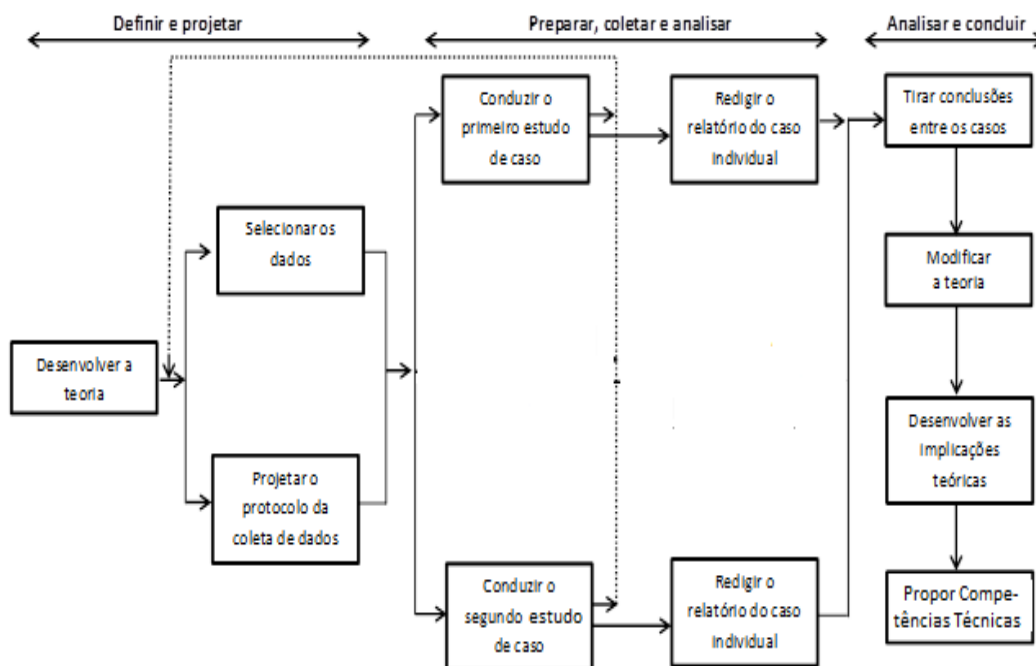 Definir e projetar
Preparar, coletar e analisar
Analisar e concluir
Desenvolver a
teoria
Selecionar os
dados
Projetar o
protocolo da
coleta de dados
Conduzir o
primeiro estudo
de caso
Redigir o
relatório do caso
individual
Conduzir o
segundo estudo
de caso
Redigir o
relatório do caso
individual
Tirar conclusões
entre os casos
Modificar
a teoria
Desenvolver as
implicações
teóricas
Propor Compe-
tências Técnicas